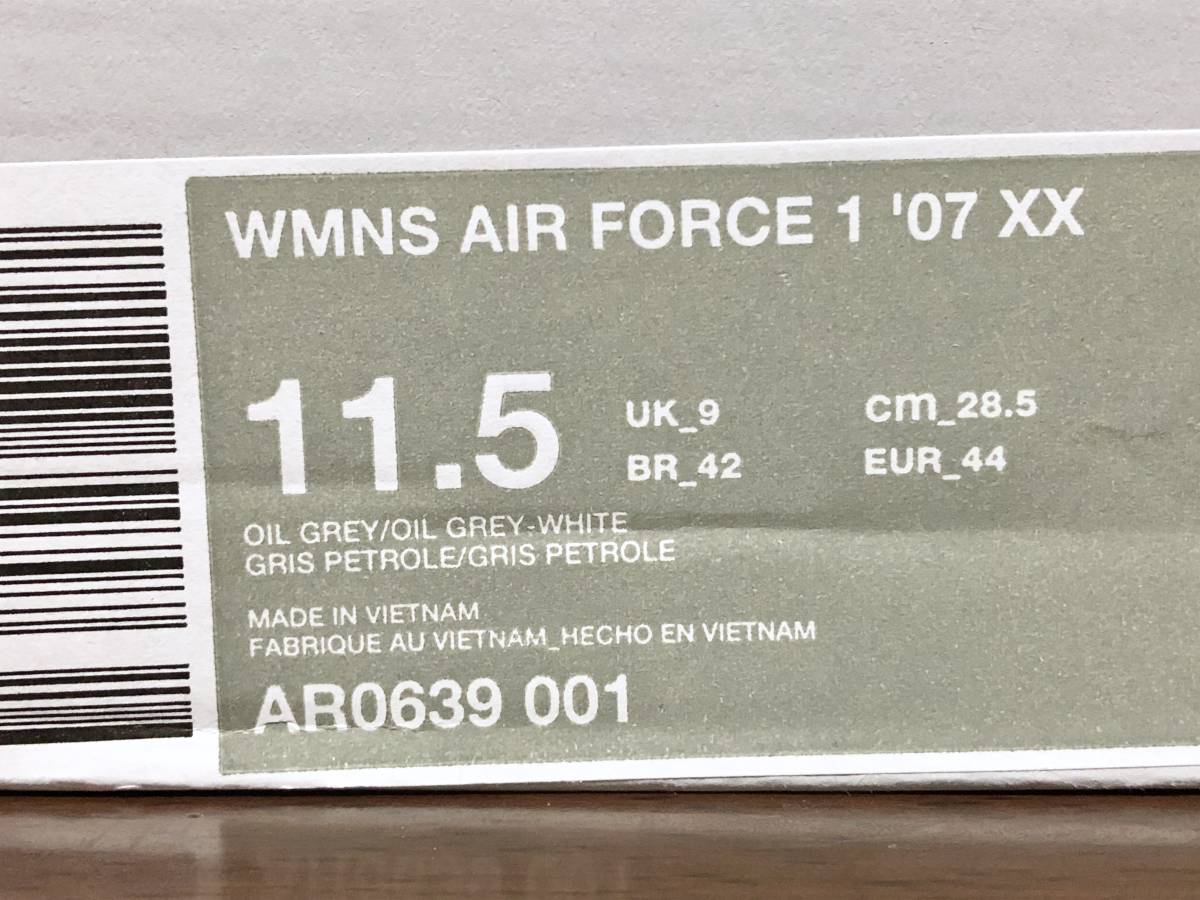 WMNS AIR FORCE 1 '07 XX
11.5
UK_9
cm_28.5
BR_42
EUR_44
OIL GREY/OIL GREY-WHITE
GRIS PETROLE/GRIS PETROLE
MADE IN VIETNAM
FABRIQUE AU VIETNAM_HECHO EN VIETNAM
AR0639 001